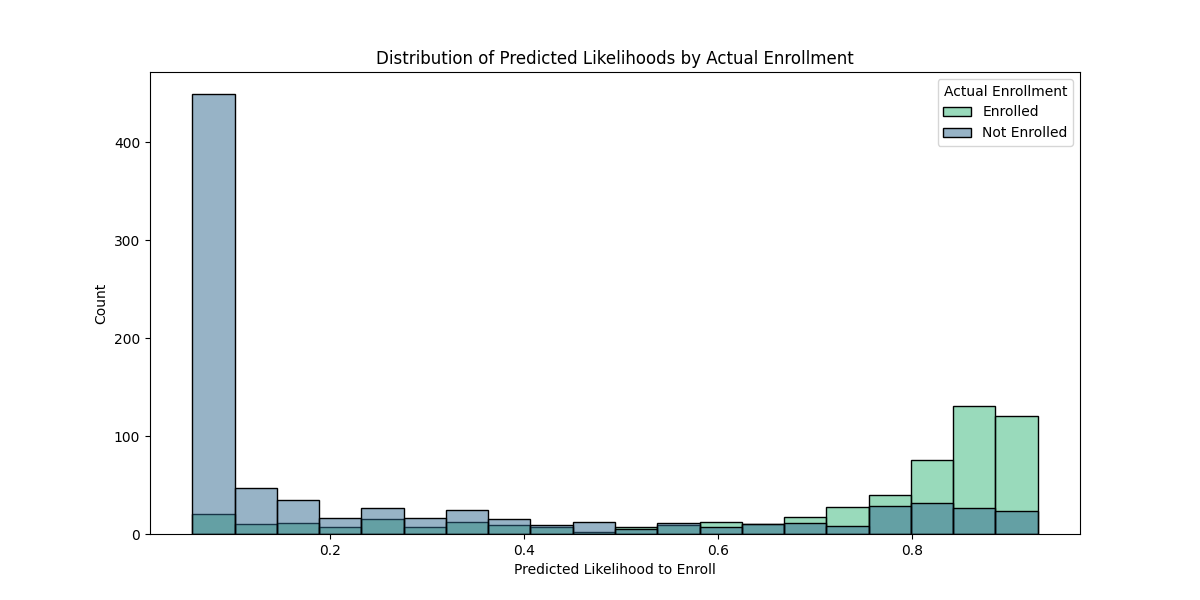 Distribution of Predicted Likelihoods by Actual Enrollment
Actual Enrollment
Enrolled
Not Enrolled
Count
400
300
200
100
0
0.2
0.4
0.6
0.8
Predicted Likelihood to Enroll